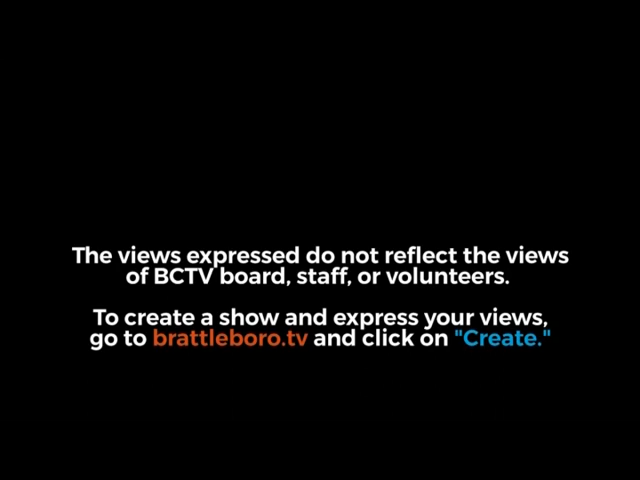 The views expressed do not reflect the views
of BCTV board, staff, or volunteers.
To create a show and express your views,
go to brattleboro.tv and click on "Create."